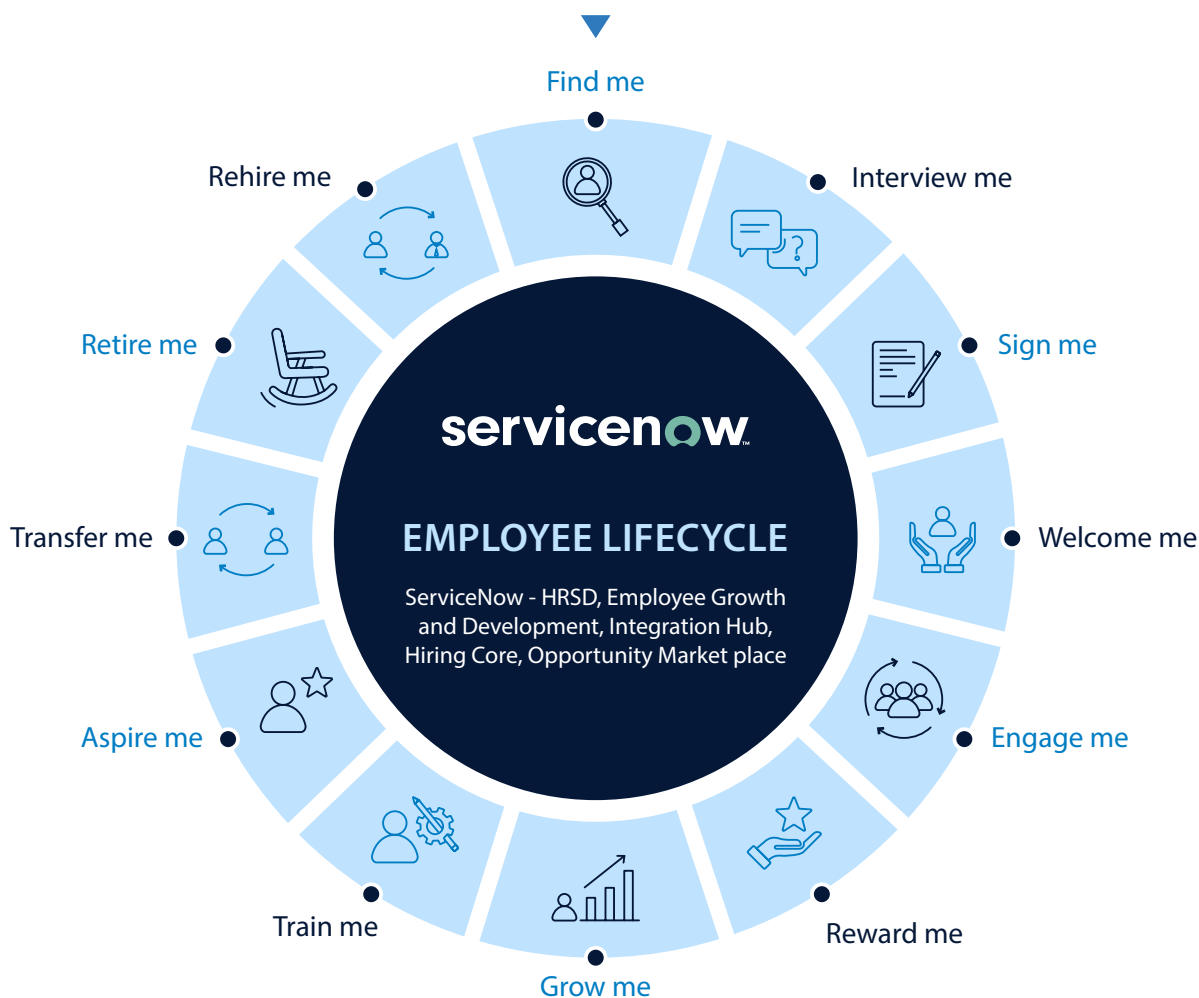 Find me
Interview me
Sign me
Welcome me
Engage me
Reward me
Grow me
Train me
Aspire me
Transfer me
Retire me
Rehire me
?
servicenow™
EMPLOYEE LIFECYCLE
ServiceNow - HRSD, Employee Growth
and Development, Integration Hub,
Hiring Core, Opportunity Market place